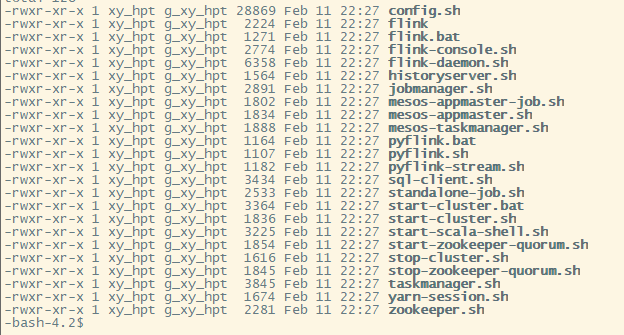 -rwxr-xr-x 1 xy_hpt g_xy_hpt 28869 Feb 11 22:27 config.sh
-rwxr-xr-x 1 xy_hpt g_xy_hpt 2224 Feb 11 22:27 flink
-rwxr-xr-x 1 xy_hpt g_xy_hpt 1271 Feb 11 22:27 flink.bat
-rwxr-xr-x 1 xy_hpt g_xy_hpt 2774 Feb 11 22:27 flink-console.sh
-rwxr-xr-x 1 xy_hpt g_xy_hpt 6358 Feb 11 22:27 flink-daemon.sh
-rwxr-xr-x 1 xy_hpt g_xy_hpt 1564 Feb 11 22:27 historyserver.sh
-rwxr-xr-x 1 xy_hpt g_xy_hpt 2891 Feb 11 22:27 jobmanager.sh
-rwxr-xr-x 1 xy_hpt g_xy_hpt 1802 Feb 11 22:27 mesos-appmaster-job.sh
-rwxr-xr-x 1 xy_hpt g_xy_hpt 1834 Feb 11 22:27 mesos-appmaster.sh
-rwxr-xr-x 1 xy_hpt g_xy_hpt 1888 Feb 11 22:27 mesos-taskmanager.sh
-rwxr-xr-x 1 xy_hpt g_xy_hpt 1164 Feb 11 22:27 pyflink.bat
-rwxr-xr-x 1 xy_hpt g_xy_hpt 1107 Feb 11 22:27 pyflink.sh
-rwxr-xr-x 1 xy_hpt g_xy_hpt 1182 Feb 11 22:27 pyflink-stream.sh
-rwxr-xr-x 1 xy_hpt g_xy_hpt 3434 Feb 11 22:27 sql-client.sh
-rwxr-xr-x 1 xy_hpt g_xy_hpt 2533 Feb 11 22:27 standalone-job.sh
-rwxr-xr-x 1 xy_hpt g_xy_hpt 3364 Feb 11 22:27 start-cluster.bat
-rwxr-xr-x 1 xy_hpt g_xy_hpt 1836 Feb 11 22:27 start-cluster.sh
-rwxr-xr-x 1 xy_hpt g_xy_hpt 3225 Feb 11 22:27 start-scala-shell.sh
-rwxr-xr-x 1 xy_hpt g_xy_hpt 1854 Feb 11 22:27 start-zookeeper-quorum.sh
-rwxr-xr-x 1 xy_hpt g_xy_hpt 1616 Feb 11 22:27 stop-cluster.sh
-rwxr-xr-x 1 xy_hpt g_xy_hpt 1845 Feb 11 22:27 stop-zookeeper-quorum.sh
-rwxr-xr-x 1 xy_hpt g_xy_hpt 3845 Feb 11 22:27 taskmanager.sh
-rwxr-xr-x 1 xy_hpt g_xy_hpt 1674 Feb 11 22:27 yarn-session.sh
-rwxr-xr-x 1 xy_hpt g_xy_hpt 2281 Feb 11 22:27 zookeeper.sh
-bash-4.2$